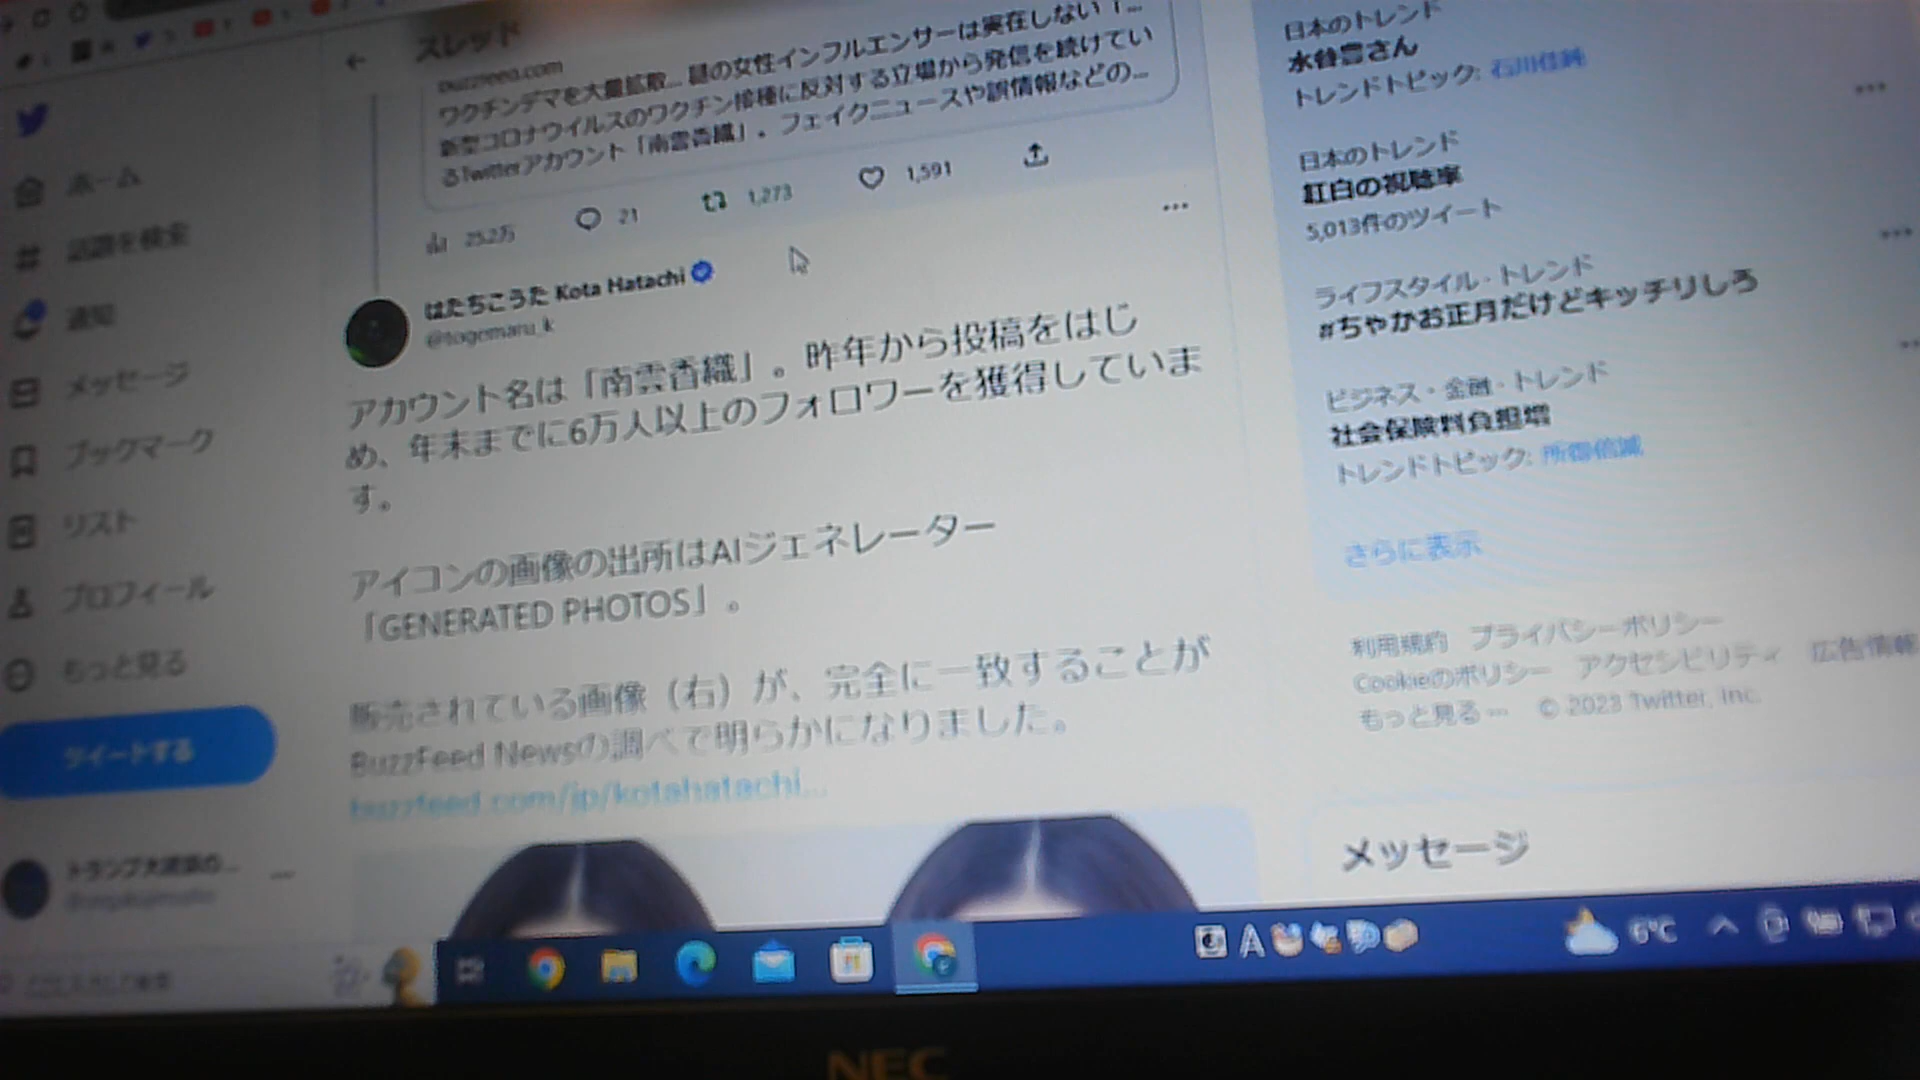 スレッド
buzzfeed.com
ワクチンデマを大量拡散... 謎の女性インフルエンサーは実在しない「...
新型コロナウイルスのワクチン接種に反対する立場から発信を続けてい
るTwitterアカウント「南雲香織」。フェイクニュースや誤情報などの...
25.2万 21 1,273 1,591
はたちこうた Kota Hatachi
@togemaru_k
アカウント名は「南雲香織」。昨年から投稿をはじ
め、年末までに6万人以上のフォロワーを獲得していま
す。
アイコンの画像の出所はAIジェネレーター
「GENERATED PHOTOS」。
販売されている画像（右）が、完全に一致することが
BuzzFeed Newsの調べで明らかになりました。
buzzfeed.com/jp/kotahatachi...
ホーム
話題を検索
通知
メッセージ
ブックマーク
リスト
プロフィール
もっと見る
ツイートする
日本のトレンド
水谷豊さん
トレンドトピック: 石川佳純
日本のトレンド
紅白の視聴率
5,013件のツイート
ライフスタイル・トレンド
#ちゃかお正月だけどキッチリしろ
ビジネス・金融・トレンド
社会保険料負担増
トレンドトピック:
さらに表示
利用規約 プライバシーポリシー
Cookieのポリシー アクセシビリティ 広告情報
もっと見る ... © 2023 Twitter, Inc.
メッセージ
A
6°C
NEC